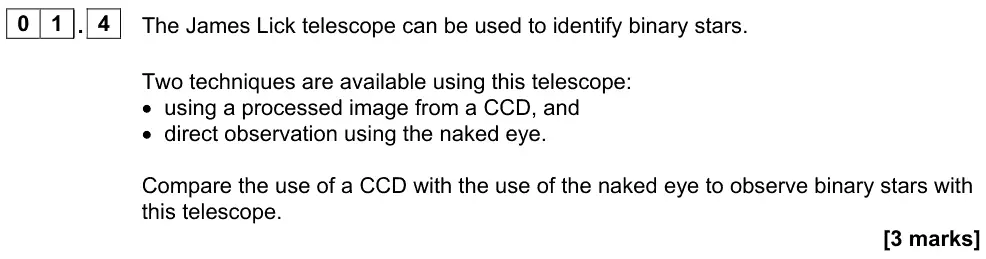 0 1 . 4 The James Lick telescope can be used to identify binary stars.
Two techniques are available using this telescope:
• using a processed image from a CCD, and
• direct observation using the naked eye.
Compare the use of a CCD with the use of the naked eye to observe binary stars with
this telescope.
[3 marks]